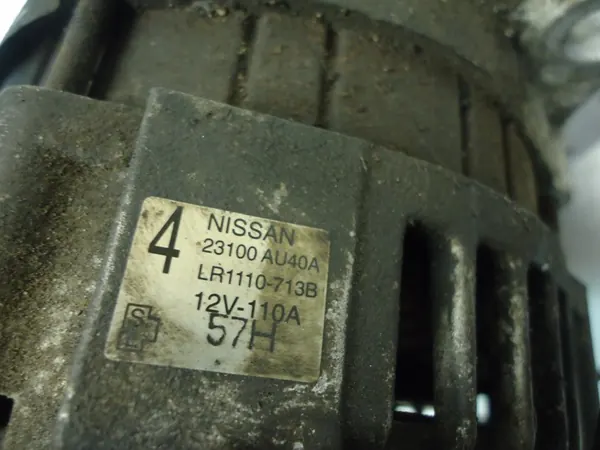 4
NISSAN
23100 AU40A
LR1110-713B
12V-110A
S 57H